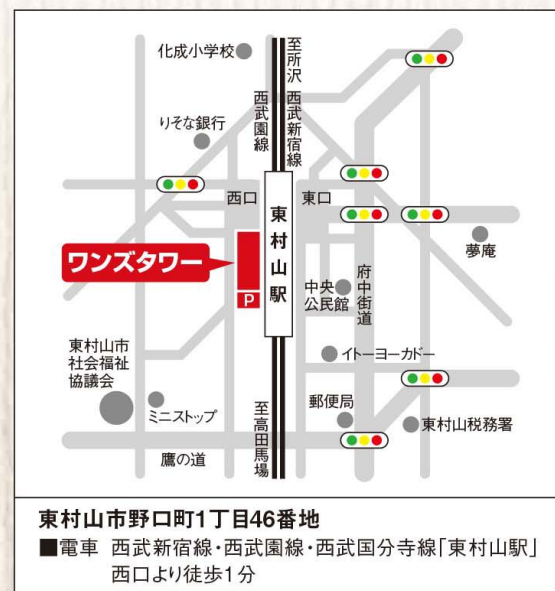 化成小学校
至所沢
西武園線
西武新宿線
りそな銀行
西口
東口
東村山駅
ワンズタワー
P
夢庵
中央
公民館
府中街道
東村山市
社会福祉
協議会
イトーヨーカドー
ミニストップ
至高田馬場
郵便局
東村山税務署
鷹の道
東村山市野口町1丁目46番地
■電車 西武新宿線・西武園線・西武国分寺線「東村山駅」
西口より徒歩1分